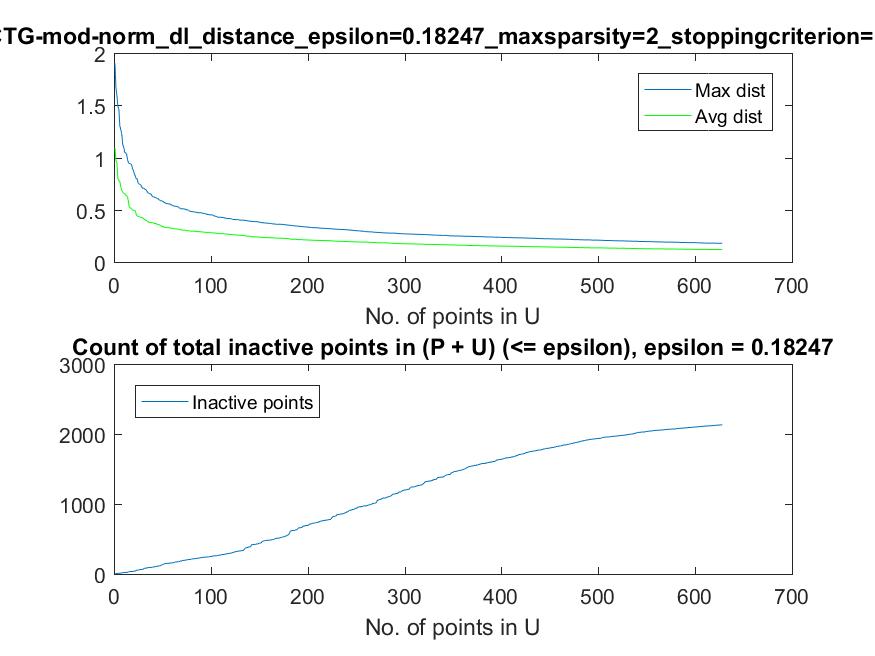 CTG-mod-norm_dl_distance_epsilon=0.18247_maxsparsity=2_stoppingcriterion=
2
1.5
1
0.5
0
Max dist
Avg dist
0 100 200 300 400 500 600 700
No. of points in U
Count of total inactive points in (P + U) (<= epsilon), epsilon = 0.18247
3000
2000
1000
0
Inactive points
0 100 200 300 400 500 600 700
No. of points in U